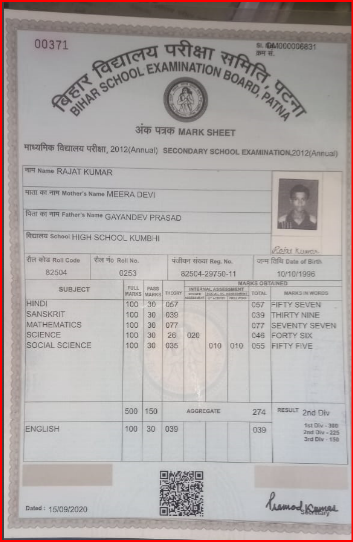 00371
क्र. सं. GM000006831
बिहार विद्यालय परीक्षा समिति, पटना
BIHAR SCHOOL EXAMINATION BOARD, PATNA
अंक पत्रक MARK SHEET
माध्यमिक विद्यालय परीक्षा, 2012(Annual) SECONDARY SCHOOL EXAMINATION,2012(Annual)
नाम Name RAJAT KUMAR
माता का नाम Mother's Name MEERA DEVI
पिता का नाम Father's Name GAYANDEV PRASAD
विद्यालय School HIGH SCHOOL KUMBHI
रौल कोड Roll Code रौल नं० Roll No. पंजीकरण संख्या Reg. No. जन्म तिथि Date of Birth
82504 0253 82504-29750-11 10/10/1996
MARKS OBTAINED
SUBJECT FULL MARKS PASS MARKS THEORY INTERNAL ASSESSMENT TOTAL MARKS IN WORDS
HINDI 100 30 057 057 FIFTY SEVEN
SANSKRIT 100 30 039 039 THIRTY NINE
MATHEMATICS 100 30 077 077 SEVENTY SEVEN
SCIENCE 100 30 26 020 046 FORTY SIX
SOCIAL SCIENCE 100 30 035 010 010 055 FIFTY FIVE
500 150 AGGREGATE 274 RESULT 2nd Div
1st Div - 300
2nd Div - 225
3rd Div - 150
ENGLISH 100 30 039 039
Dated : 15/09/2020
Secretary